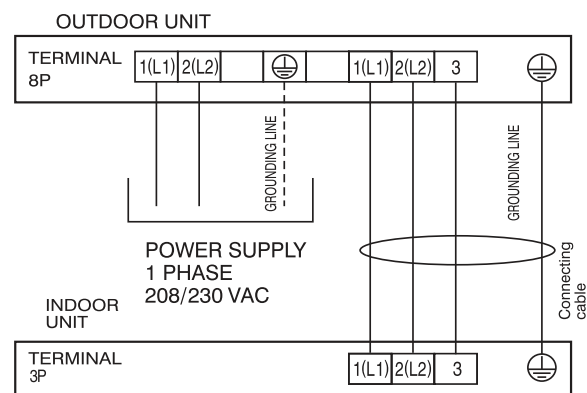 OUTDOOR UNIT
TERMINAL
8P
1(L1) 2(L2) 1(L1) 2(L2) 3
GROUNDING LINE
GROUNDING LINE
POWER SUPPLY
1 PHASE
208/230 VAC
Connecting
cable
INDOOR
UNIT
TERMINAL
3P
1(L1) 2(L2) 3